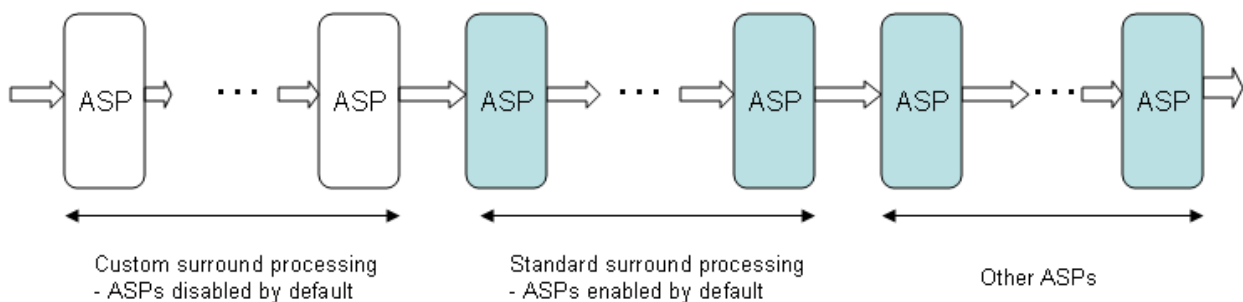 ASP ... ASP ASP ... ASP ASP ... ASP
Custom surround processing
- ASPs disabled by default
Standard surround processing
- ASPs enabled by default
Other ASPs